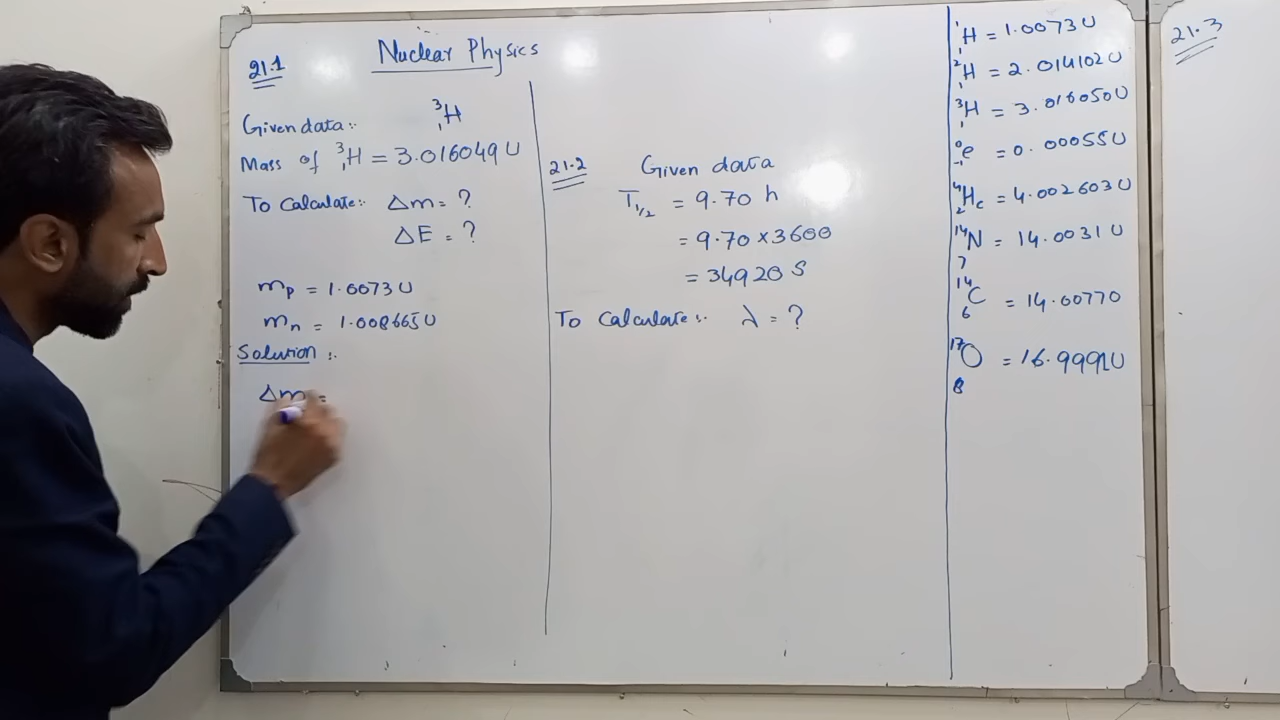 Nuclear Physics
21.1
Given data:- ³₁H
Mass of ³₁H = 3.016049 U
To Calculate:- Δm = ?
ΔE = ?
mp = 1.0073 U
mn = 1.008665 U
Solution :-
Δm =
21.2 Given data
T1/2 = 9.70 h
= 9.70 × 3600
= 34920 S
To Calculate:- λ = ?
¹₁H = 1.0073 U
²₁H = 2.014102 U
³₁H = 3.016050 U
⁰₋₁e = 0.00055 U
⁴₂He = 4.002603 U
¹⁴₇N = 14.0031 U
¹⁴₆C = 14.00770
¹⁷₈O = 16.9991 U
21.3